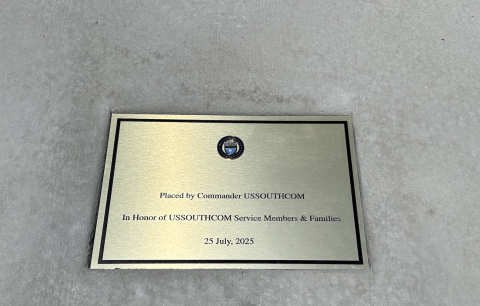 Placed by Commander USSOUTHCOM
In Honor of USSOUTHCOM Service Members & Families
25 July, 2025